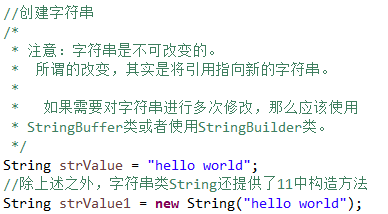 //创建字符串
/*
* 注意：字符串是不可改变的。
* 所谓的改变，其实是将引用指向新的字符串。
*
* 如果需要对字符串进行多次修改，那么应该使用
* StringBuffer类或者使用StringBuilder类。
*/
String strValue = "hello world";
//除上述之外，字符串类String还提供了11中构造方法
String strValue1 = new String("hello world");